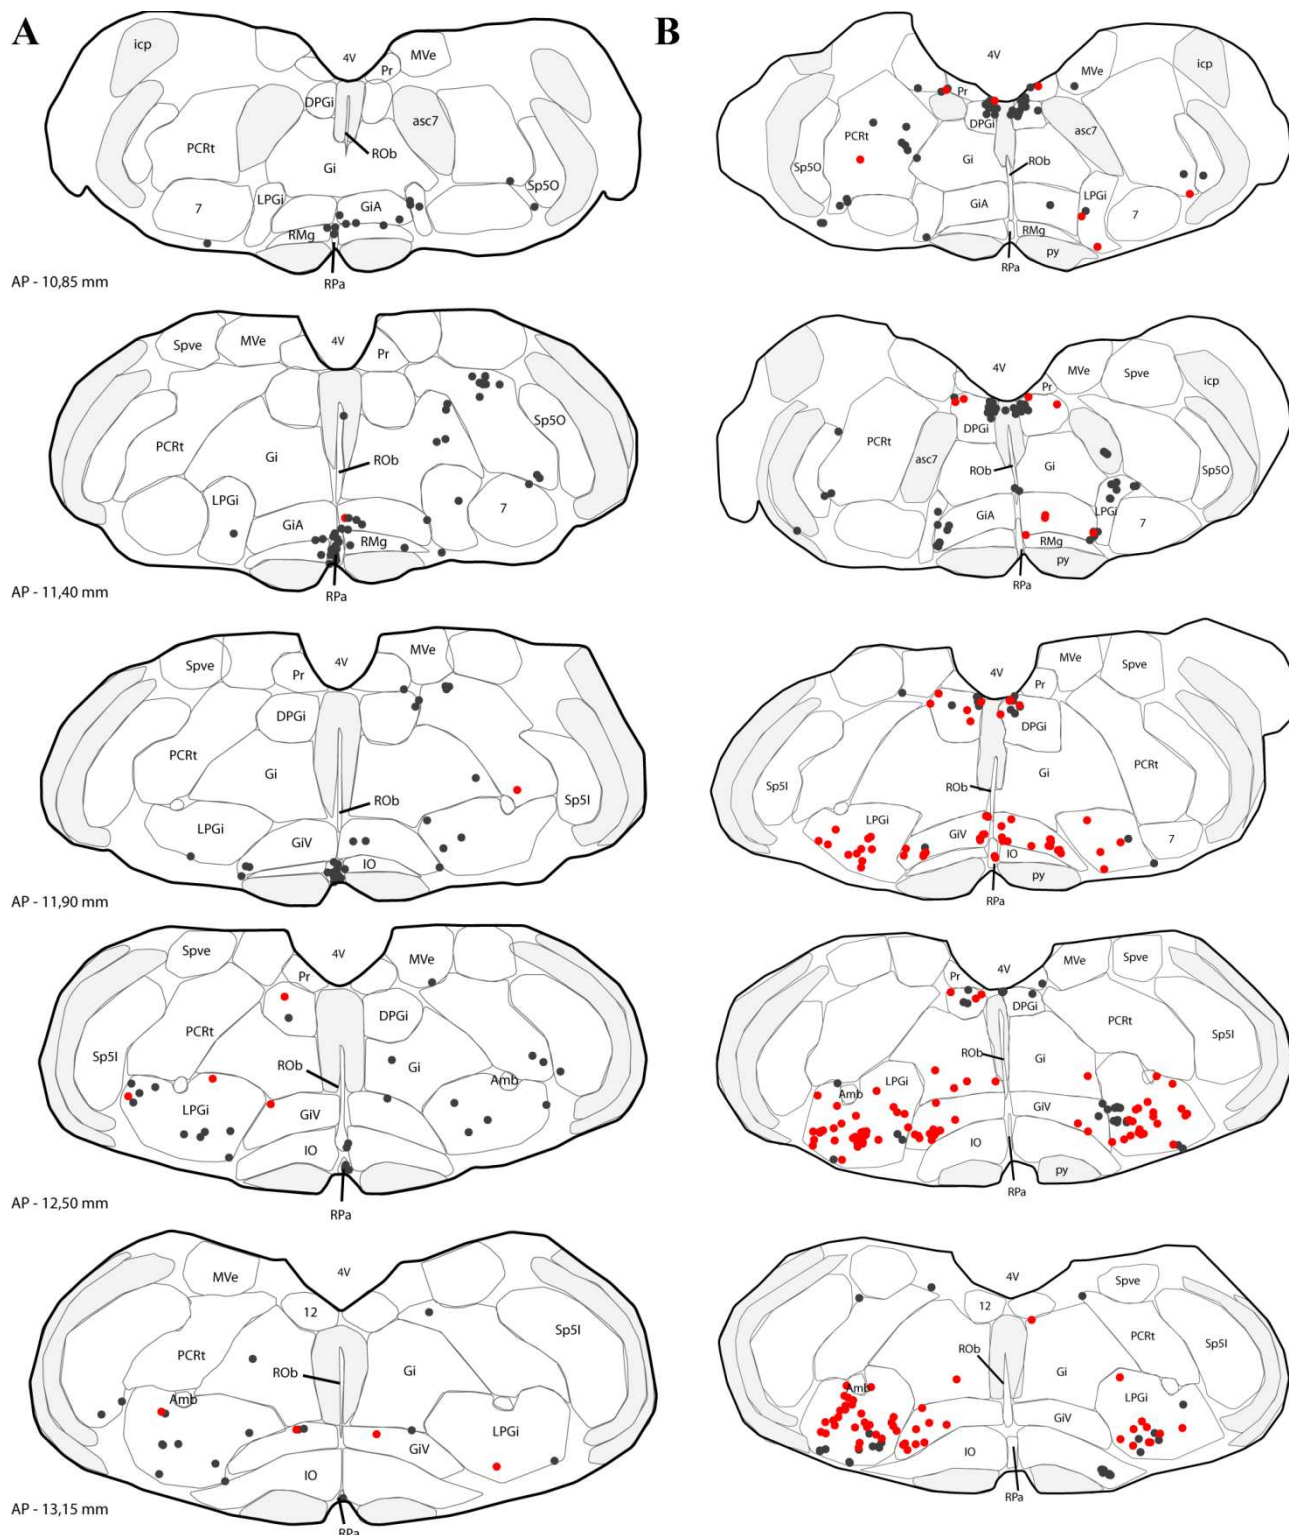 A
icp
4V
MVe
Pr
DPGi
asc7
PCRt
ROb
Gi
LPGi
Sp5O
7
GiA
RMg
RPa
AP - 10,85 mm
B
4V
MVe
icp
Pr
DPGi
asc7
PCRt
Sp5O
Gi
ROb
LPGi
GiA
7
RMg
py
RPa
Spve
MVe
4V
Pr
Sp5O
PCRt
Gi
ROb
LPGi
7
GiA
RMg
RPa
AP - 11,40 mm
4V
Pr
MVe
Spve
icp
DPGi
PCRt
asc7
ROb
Gi
Sp5O
LPGi
GiA
7
RMg
py
RPa
Spve
4V
MVe
Pr
DPGi
PCRt
Gi
ROb
Sp5I
LPGi
GiV
IO
AP - 11,90 mm
4V
MVe
Spve
Pr
DPGi
PCRt
Gi
Sp5I
ROb
LPGi
GiV
7
IO
py
RPa
Spve
4V
MVe
Pr
DPGi
PCRt
Sp5I
ROb
Gi
Amb
LPGi
GiV
IO
RPa
AP - 12,50 mm
4V
MVe
Spve
Pr
DPGi
PCRt
Sp5I
ROb
Gi
LPGi
Amb
GiV
IO
py
RPa
MVe
4V
12
Sp5I
PCRt
ROb
Gi
Amb
LPGi
GiV
IO
RPa
AP - 13,15 mm
4V
Spve
12
PCRt
Sp5I
ROb
Gi
Amb
LPGi
GiV
IO
RPa